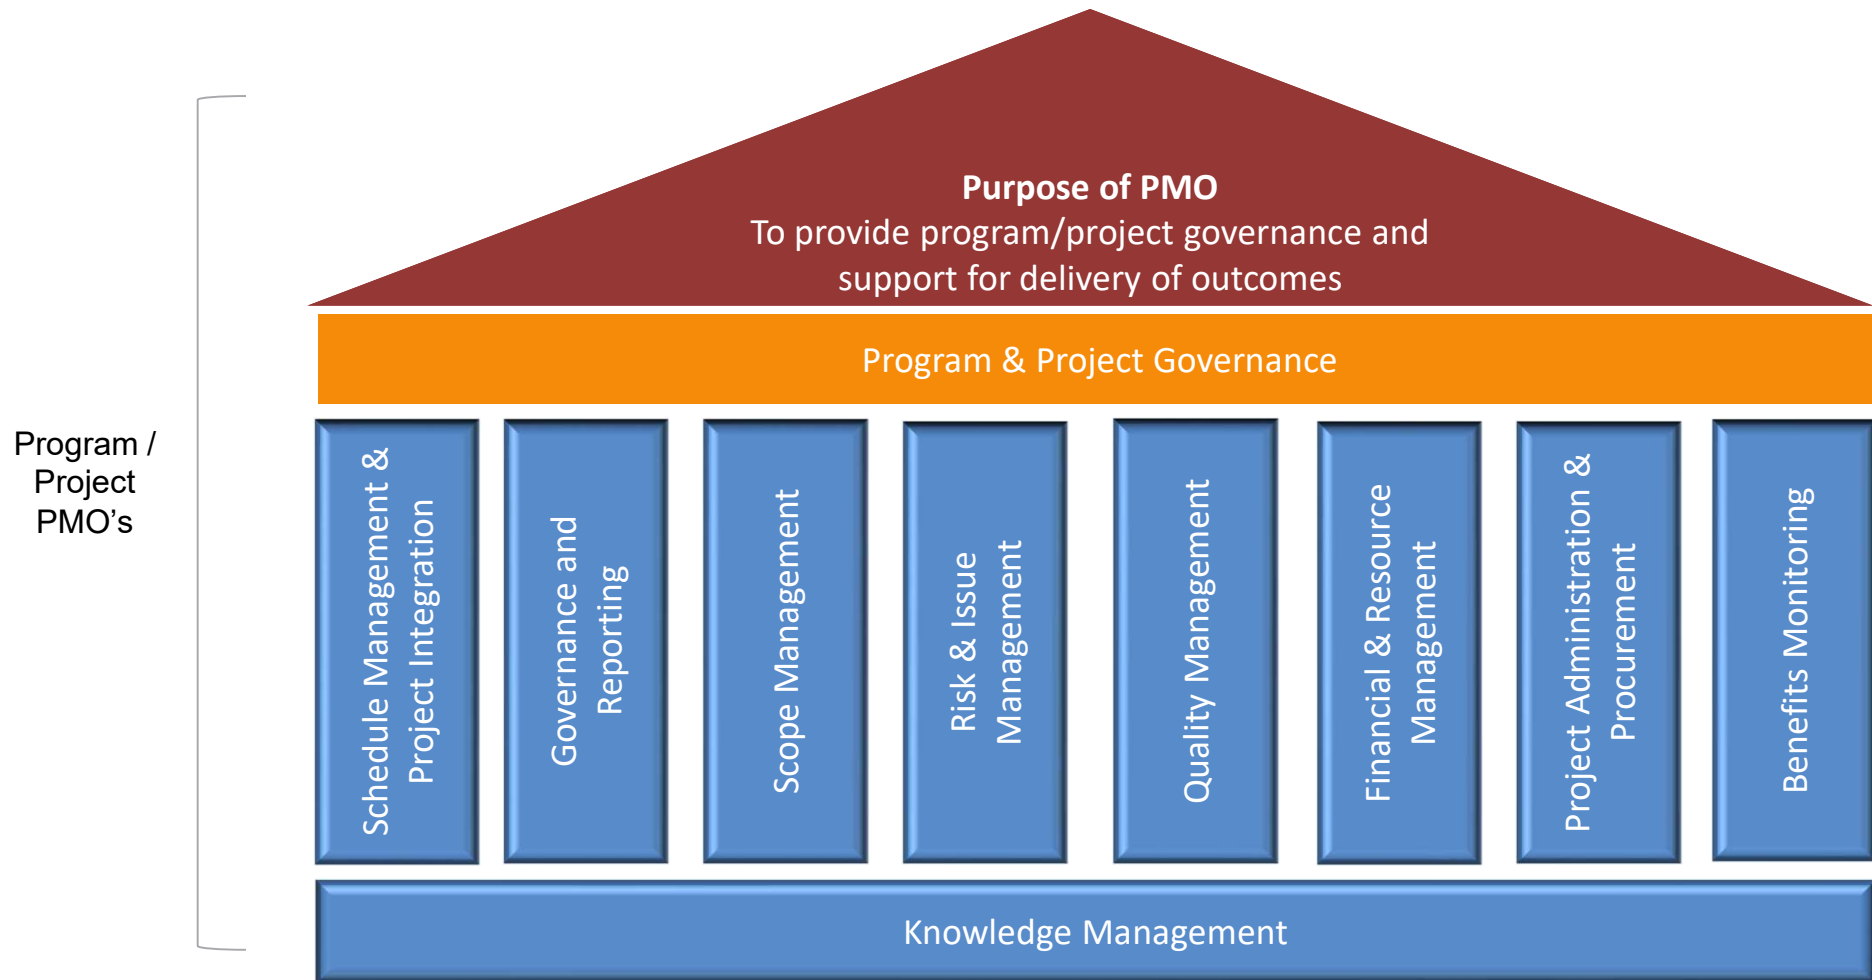 Purpose of PMO
To provide program/project governance and
support for delivery of outcomes
Program & Project Governance
Program /
Project
PMO’s
Schedule Management &
Project Integration
Governance and
Reporting
Scope Management
Risk & Issue
Management
Quality Management
Financial & Resource
Management
Project Administration &
Procurement
Benefits Monitoring
Knowledge Management